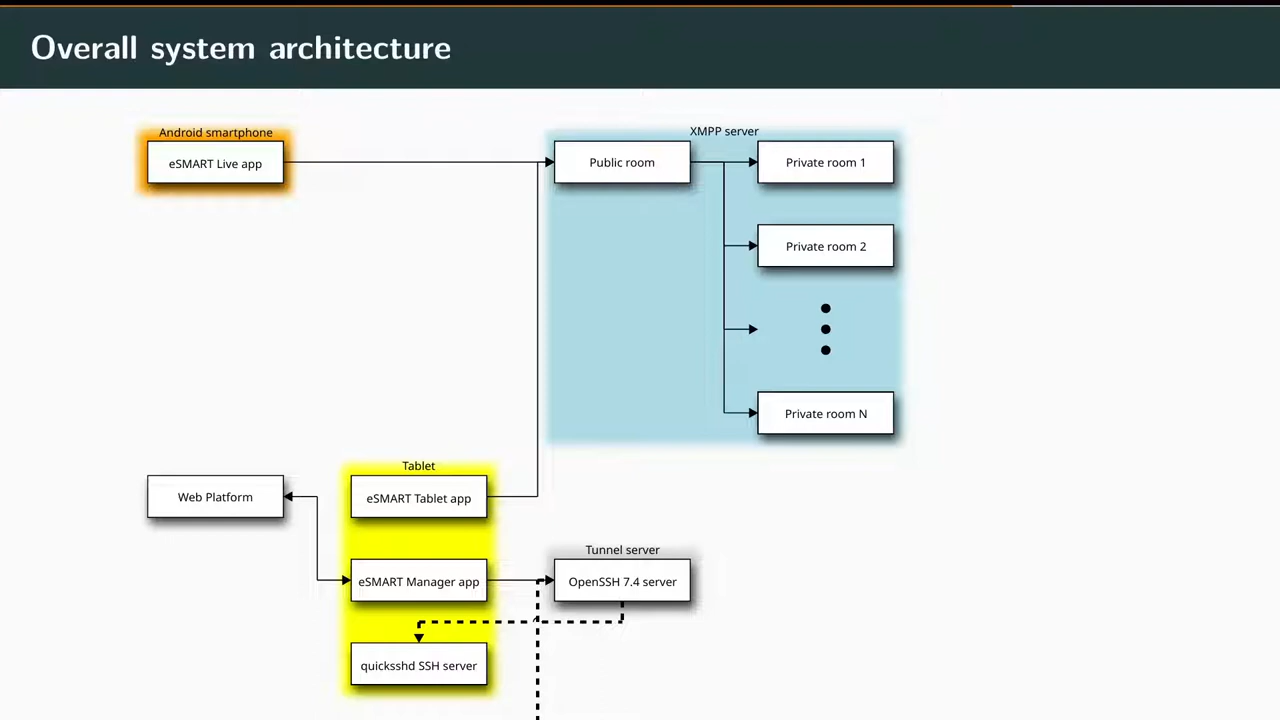 Overall system architecture
Android smartphone
eSMART Live app
XMPP server
Public room
Private room 1
Private room 2
Private room N
Tablet
Web Platform
eSMART Tablet app
Tunnel server
eSMART Manager app
OpenSSH 7.4 server
quicksshd SSH server